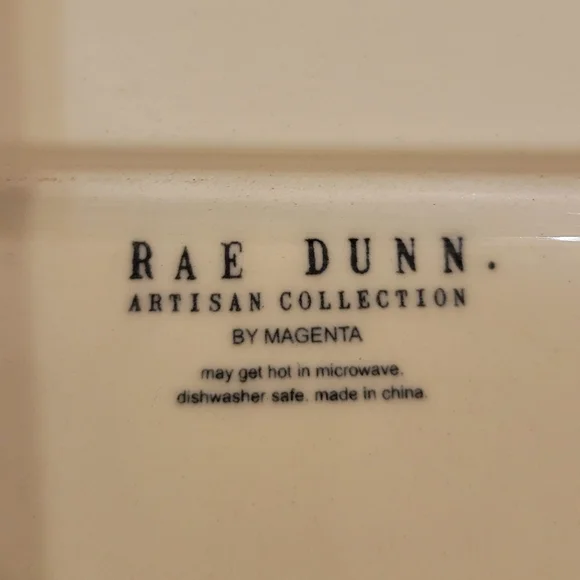 RAE DUNN.
ARTISAN COLLECTION
BY MAGENTA
may get hot in microwave.
dishwasher safe. made in china.